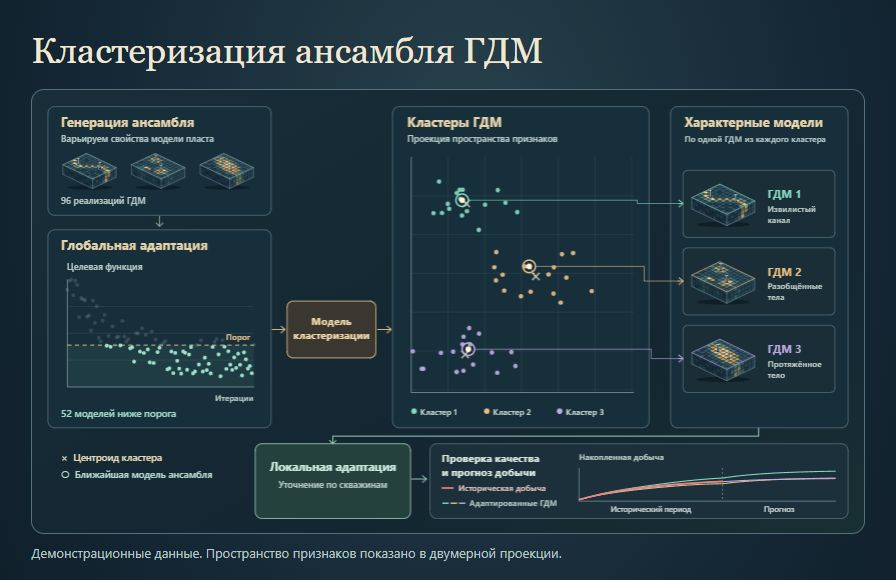 Кластеризация ансамбля ГДМ
Генерация ансамбля
Варьируем свойства модели пласта
96 реализаций ГДМ
Глобальная адаптация
Целевая функция
Порог
Итерации
52 моделей ниже порога
Модель
кластеризации
Кластеры ГДМ
Проекция пространства признаков
Кластер 1
Кластер 2
Кластер 3
Характерные модели
По одной ГДМ из каждого кластера
ГДМ 1
Извилистый
канал
ГДМ 2
Разобщённые
тела
ГДМ 3
Протяжённое
тело
× Центроид кластера
Ближайшая модель ансамбля
Локальная адаптация
Уточнение по скважинам
Проверка качества
и прогноз добычи
Историческая добыча
Адаптированные ГДМ
Накопленная добыча
Исторический период
Прогноз
Демонстрационные данные. Пространство признаков показано в двумерной проекции.